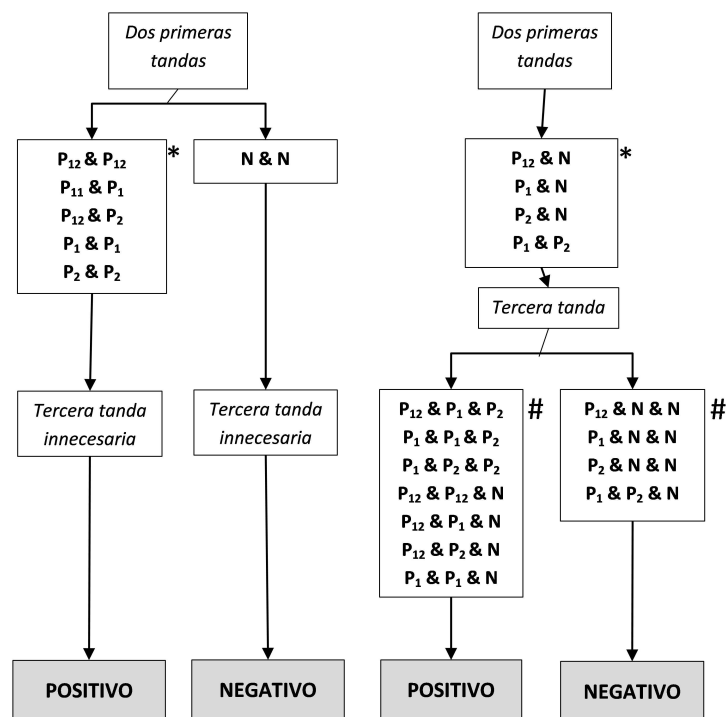 Dos primeras
tandas
P₁₂ & P₁₂
P₁₁ & P₁
P₁₂ & P₂
P₁ & P₁
P₂ & P₂
*
N & N
Tercera tanda
innecesaria
Tercera tanda
innecesaria
POSITIVO
NEGATIVO
Dos primeras
tandas
P₁₂ & N
P₁ & N
P₂ & N
P₁ & P₂
*
Tercera tanda
P₁₂ & P₁ & P₂
P₁ & P₁ & P₂
P₁ & P₂ & P₂
P₁₂ & P₁₂ & N
P₁₂ & P₁ & N
P₁₂ & P₂ & N
P₁ & P₁ & N
#
P₁₂ & N & N
P₁ & N & N
P₂ & N & N
P₁ & P₂ & N
#
POSITIVO
NEGATIVO